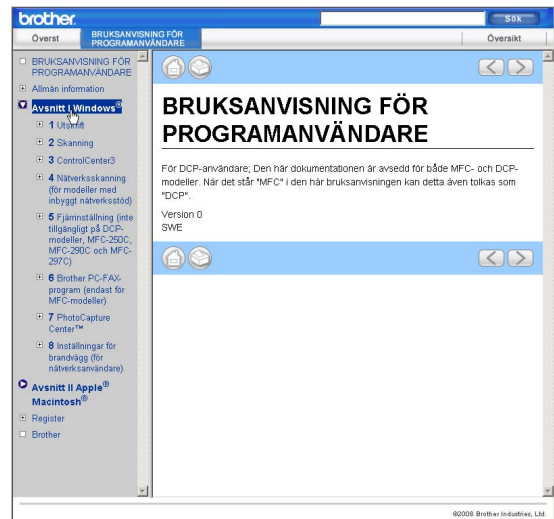 brother.
Sök
Överst
BRUKSANVISNING FÖR
PROGRAMANVÄNDARE
Översikt
BRUKSANVISNING FÖR
PROGRAMANVÄNDARE
Allmän information
Avsnitt I Windows®
1 Utskrift
2 Skanning
3 ControlCenter3
4 Nätverksskanning
(för modeller med
inbyggt nätverksstöd)
5 Fjärrinställning (inte
tillgängligt på DCP-
modeller, MFC-250C,
MFC-290C och MFC-
297C)
6 Brother PC-FAX-
program (endast för
MFC-modeller)
7 PhotoCapture
Center™
8 Inställningar för
brandvägg (för
nätverksanvändare)
Avsnitt II Apple®
Macintosh®
Register
Brother
BRUKSANVISNING FÖR
PROGRAMANVÄNDARE
För DCP-användare; Den här dokumentationen är avsedd för både MFC- och DCP-
modeller. När det står "MFC" i den här bruksanvisningen kan detta även tolkas som
"DCP".
Version 0
SWE
©2008 Brother Industries, Ltd.